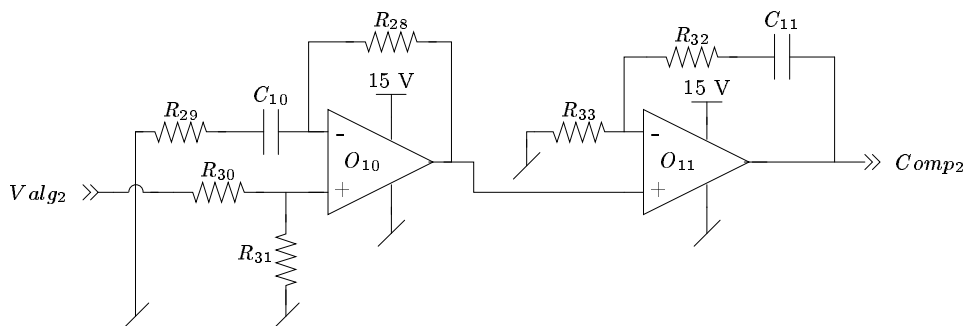 R28
C11
R32
15 V
15 V
C10
R29
R33
-
-
O10
O11
R30
Valg2
+
+
Comp2
R31